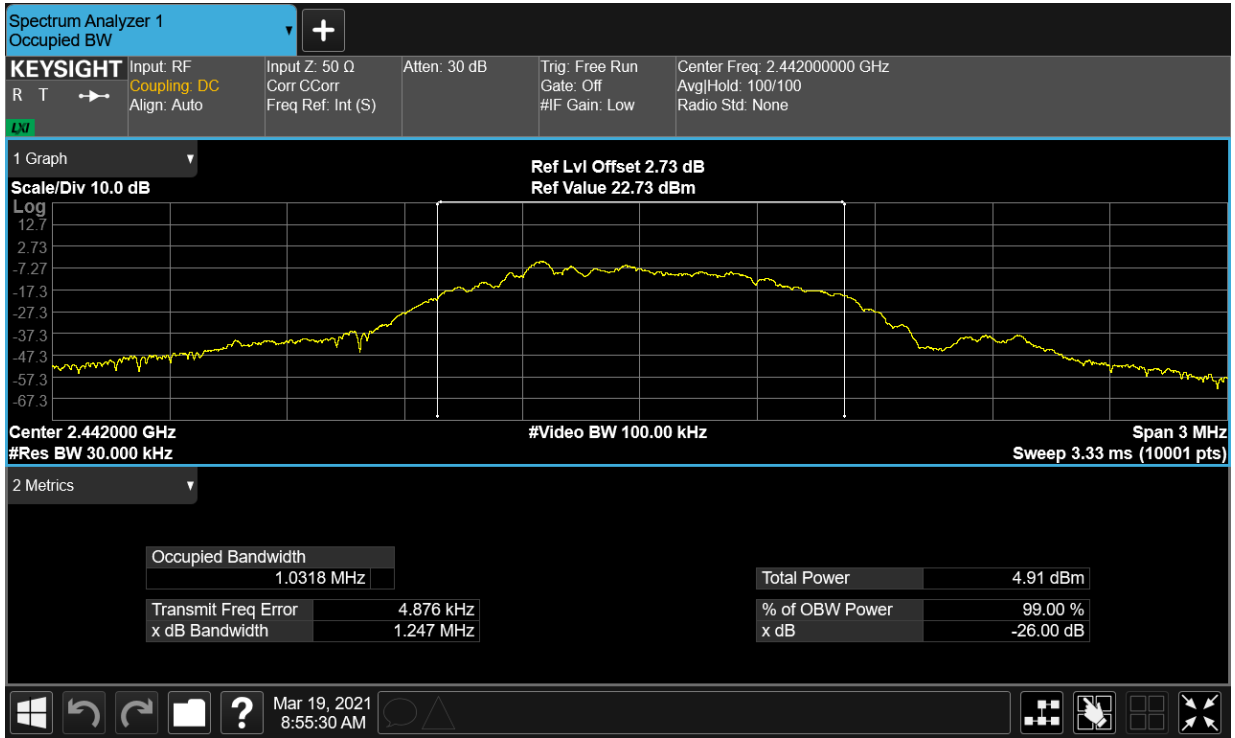 Spectrum Analyzer 1
Occupied BW
KEYSIGHT
R T
LXI
Input: RF
Coupling: DC
Align: Auto
Input Z: 50 Ω
Corr CCorr
Freq Ref: Int (S)
Atten: 30 dB
Trig: Free Run
Gate: Off
#IF Gain: Low
Center Freq: 2.442000000 GHz
Avg|Hold: 100/100
Radio Std: None
1 Graph
Scale/Div 10.0 dB
Ref Lvl Offset 2.73 dB
Ref Value 22.73 dBm
Log
12.7
2.73
-7.27
-17.3
-27.3
-37.3
-47.3
-57.3
-67.3
Center 2.442000 GHz
#Res BW 30.000 kHz
#Video BW 100.00 kHz
Span 3 MHz
Sweep 3.33 ms (10001 pts)
2 Metrics
Occupied Bandwidth
1.0318 MHz
Transmit Freq Error 4.876 kHz
x dB Bandwidth 1.247 MHz
Total Power 4.91 dBm
% of OBW Power 99.00 %
x dB -26.00 dB
?
Mar 19, 2021
8:55:30 AM